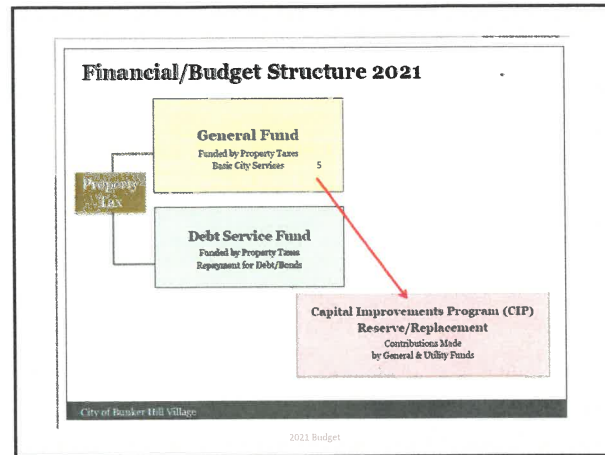 Financial/Budget Structure 2021
General Fund
Funded by Property Taxes
Basic City Services 5
Property
Tax
Debt Service Fund
Funded by Property Taxes
Repayment for Debt/Bonds
Capital Improvements Program (CIP)
Reserve/Replacement
Contributions Made
by General & Utility Funds
City of Bunker Hill Village
2021 Budget